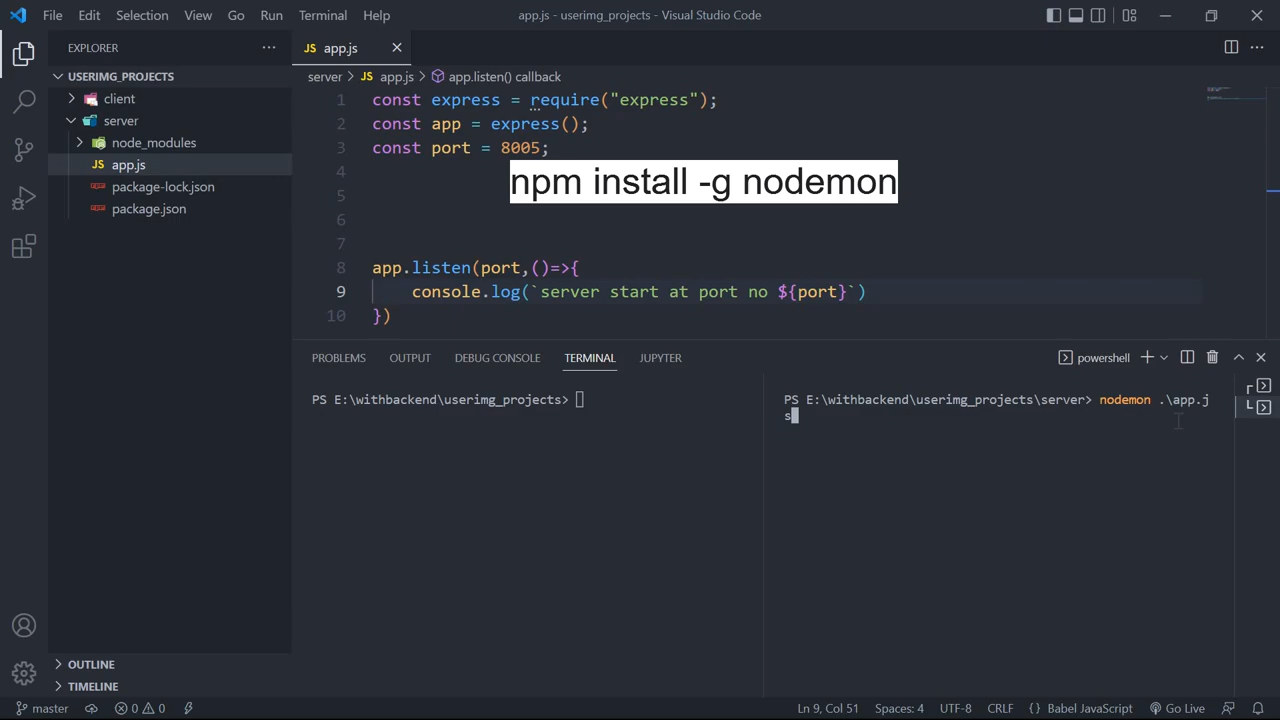 File Edit Selection View Go Run Terminal Help
app.js - userimg_projects - Visual Studio Code
EXPLORER
USERIMG_PROJECTS
client
server
node_modules
JS app.js
package-lock.json
package.json
OUTLINE
TIMELINE
JS app.js
server > JS app.js > app.listen() callback
1 const express = require("express");
2 const app = express();
3 const port = 8005;
4
5
6
7
8 app.listen(port,()=>{
9 console.log(`server start at port no ${port}`)
10 })
npm install -g nodemon
PROBLEMS OUTPUT DEBUG CONSOLE TERMINAL JUPYTER
powershell
PS E:\withbackend\userimg_projects>
PS E:\withbackend\userimg_projects\server> nodemon .\app.j
s
master 0 0
Ln 9, Col 51 Spaces: 4 UTF-8 CRLF {} Babel JavaScript Go Live